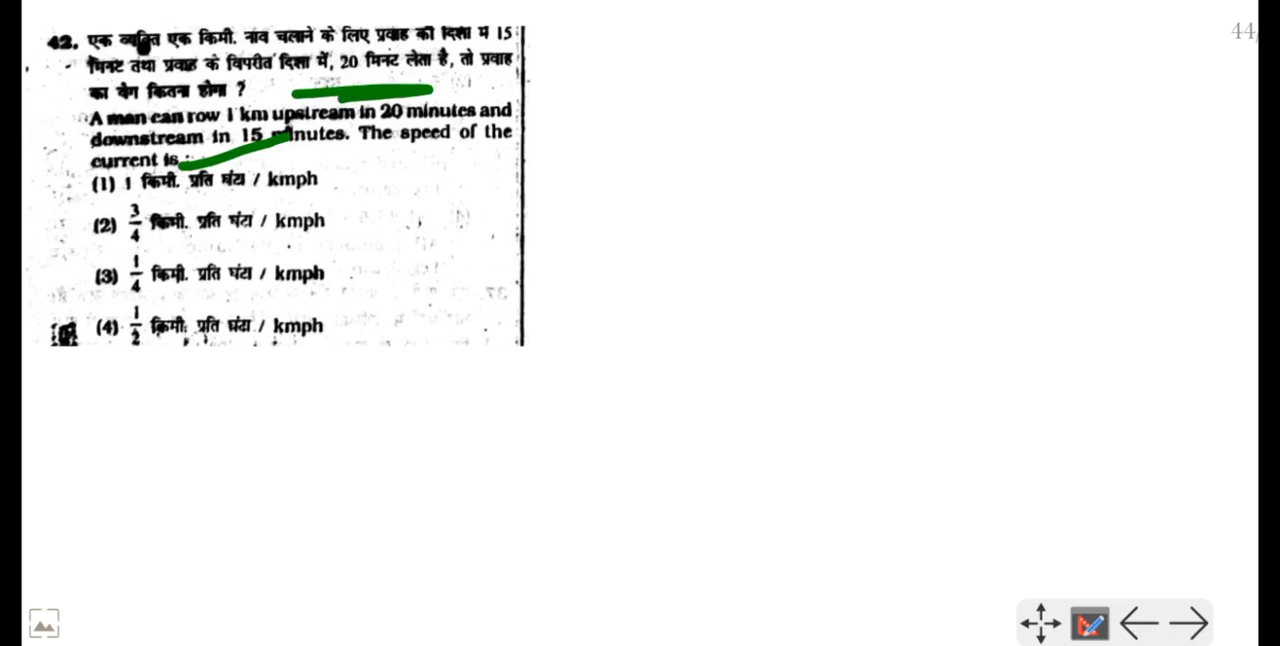 42. एक व्यक्ति एक किमी. नाव चलाने के लिए प्रवाह की दिशा में 15
मिनट तथा प्रवाह के विपरीत दिशा में, 20 मिनट लेता है, तो प्रवाह
का वेग कितना होगा ?
A man can row 1 km upstream in 20 minutes and
downstream in 15 minutes. The speed of the
current is :
(1) 1 किमी. प्रति घंटा / kmph
(2) 3/4 किमी. प्रति घंटा / kmph
(3) 1/4 किमी. प्रति घंटा / kmph
(4) 1/2 किमी. प्रति घंटा / kmph
44